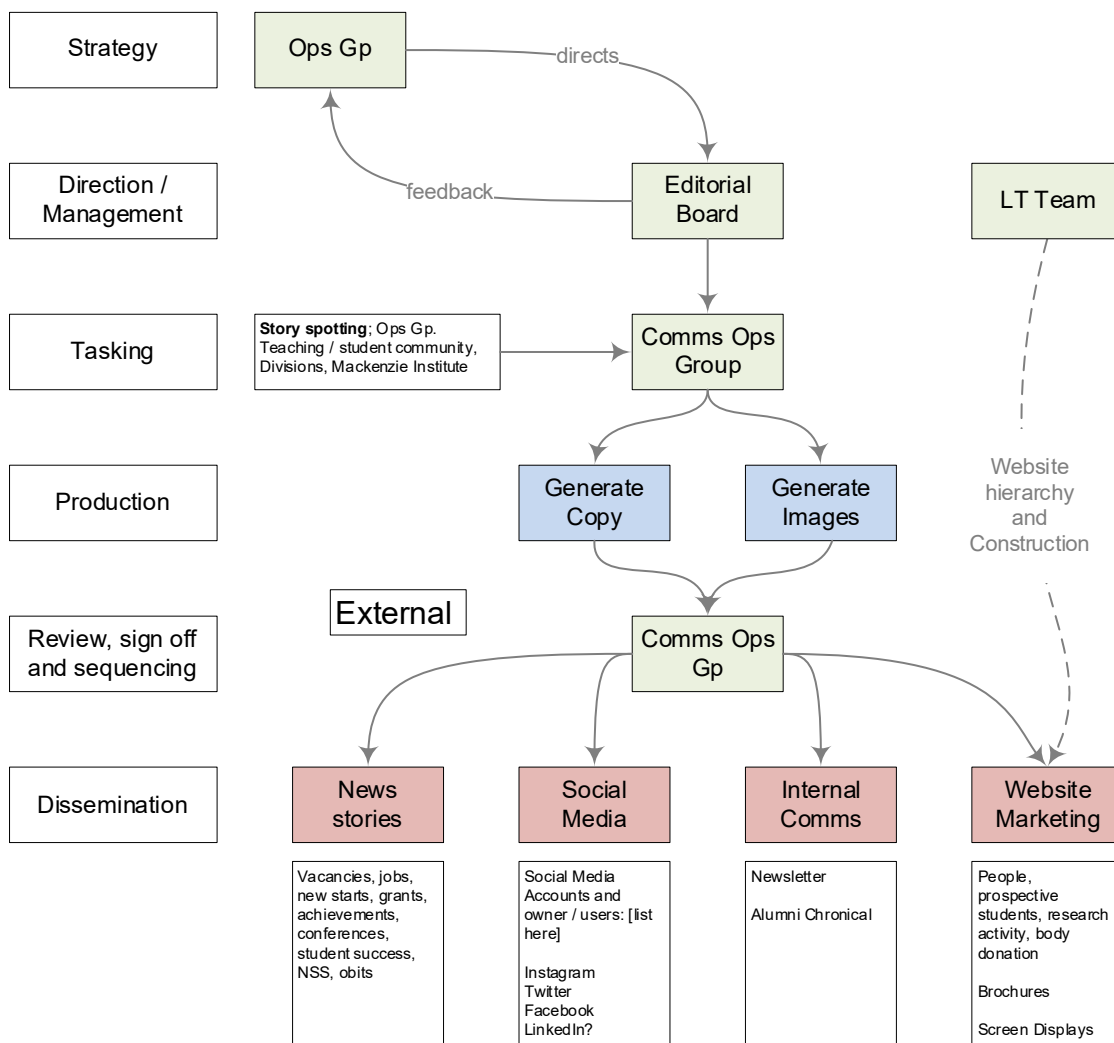 Strategy
Ops Gp
directs
Direction /
Management
feedback
Editorial
Board
LT Team
Tasking
Story spotting; Ops Gp.
Teaching / student community,
Divisions, Mackenzie Institute
Comms Ops
Group
Production
Generate
Copy
Generate
Images
Website
hierarchy
and
Construction
External
Review, sign off
and sequencing
Comms Ops
Gp
Dissemination
News
stories
Social
Media
Internal
Comms
Website
Marketing
Vacancies, jobs,
new starts, grants,
achievements,
conferences,
student success,
NSS, obits
Social Media
Accounts and
owner / users: [list
here]
Instagram
Twitter
Facebook
LinkedIn?
Newsletter
Alumni Chronical
People,
prospective
students, research
activity, body
donation
Brochures
Screen Displays